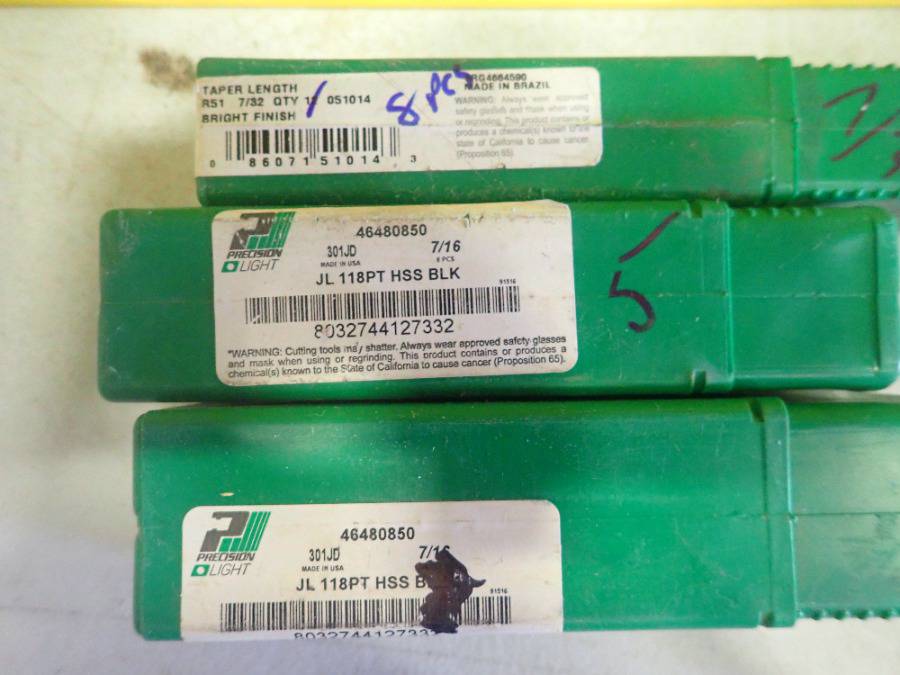 TAPER LENGTH
R51 7/32 QTY 12 051014
BRIGHT FINISH
8 PCS
MADE IN BRAZIL
WARNING: Always wear approved
safety glasses and mask when using
or regrinding. This product contains or
produces a chemical(s) known to the
state of California to cause cancer
(Proposition 65).
0 86071 51014 3
PRECISION
LIGHT
46480850
301JD 7/16
MADE IN USA 6 PCS
JL 118PT HSS BLK
91516
8032744127332
*WARNING: Cutting tools may shatter. Always wear approved safety glasses
and mask when using or regrinding. This product contains or produces a
chemical(s) known to the State of California to cause cancer (Proposition 65).
5
PRECISION
LIGHT
46480850
301JD 7/16
MADE IN USA
JL 118PT HSS
91516
8032744127332